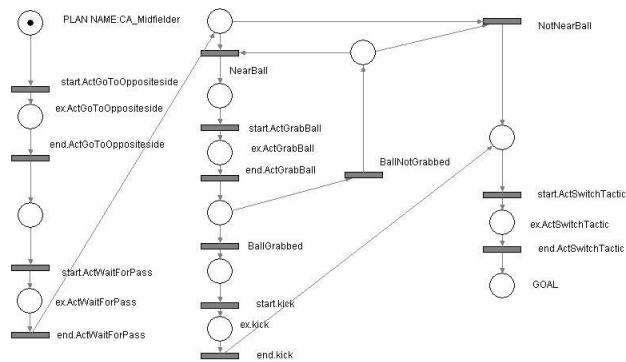 PLAN NAME:CA_Midfielder
start.ActGoToOppositeside
ex.ActGoToOppositeside
end.ActGoToOppositeside
start.ActWaitForPass
ex.ActWaitForPass
end.ActWaitForPass
NearBall
start.ActGrabBall
ex.ActGrabBall
end.ActGrabBall
BallGrabbed
start.kick
ex.kick
end.kick
BallNotGrabbed
NotNearBall
start.ActSwitchTactic
ex.ActSwitchTactic
end.ActSwitchTactic
GOAL